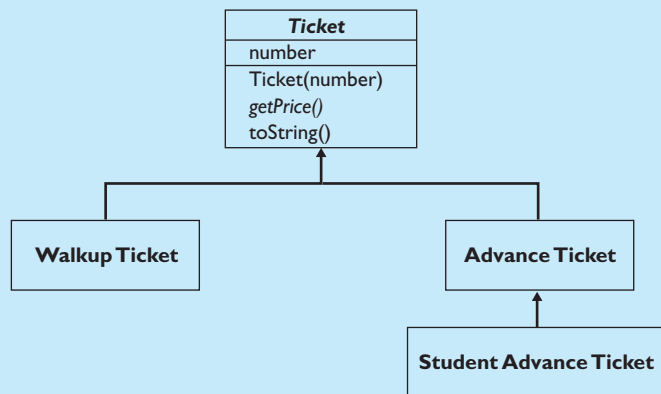 Ticket
number
Ticket(number)
getPrice()
toString()
Walkup Ticket
Advance Ticket
Student Advance Ticket